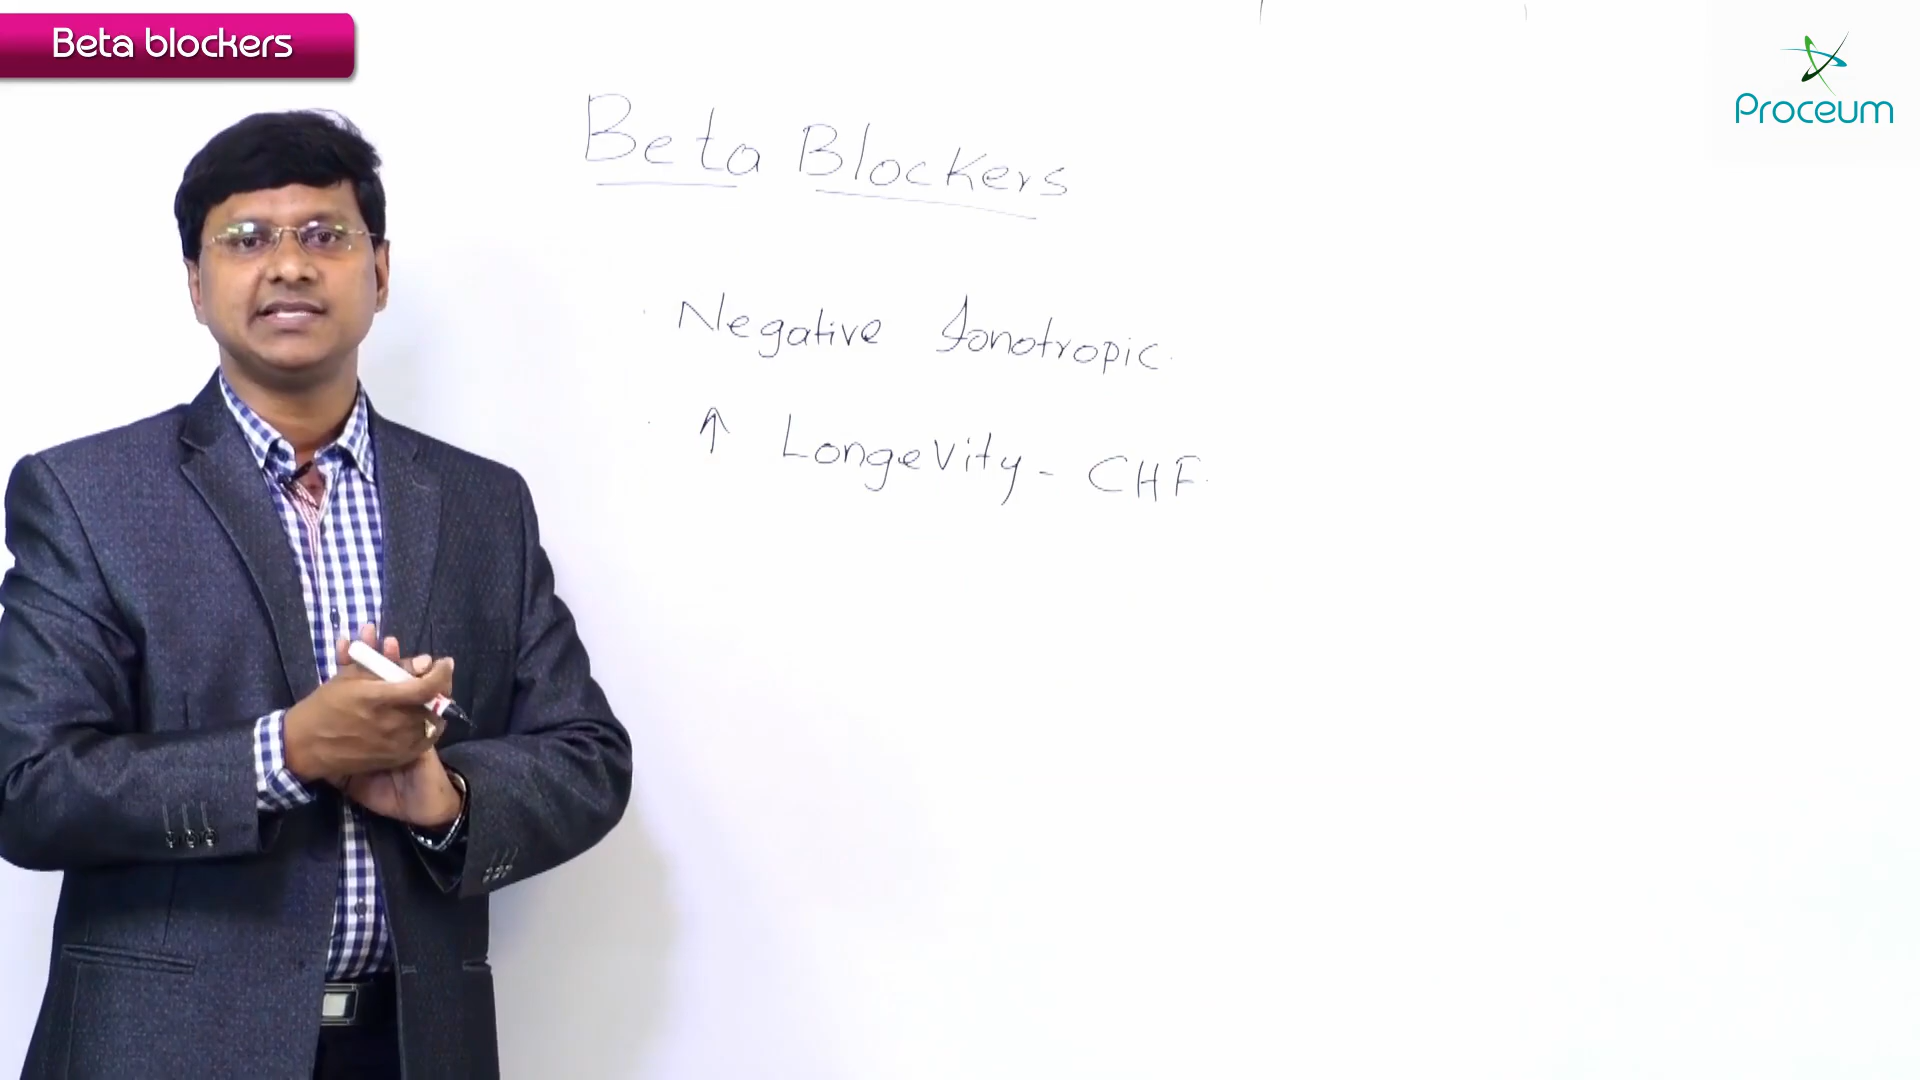 Beta blockers
Proceum
Beta Blockers
Negative Ionotropic
↑ Longevity - CHF